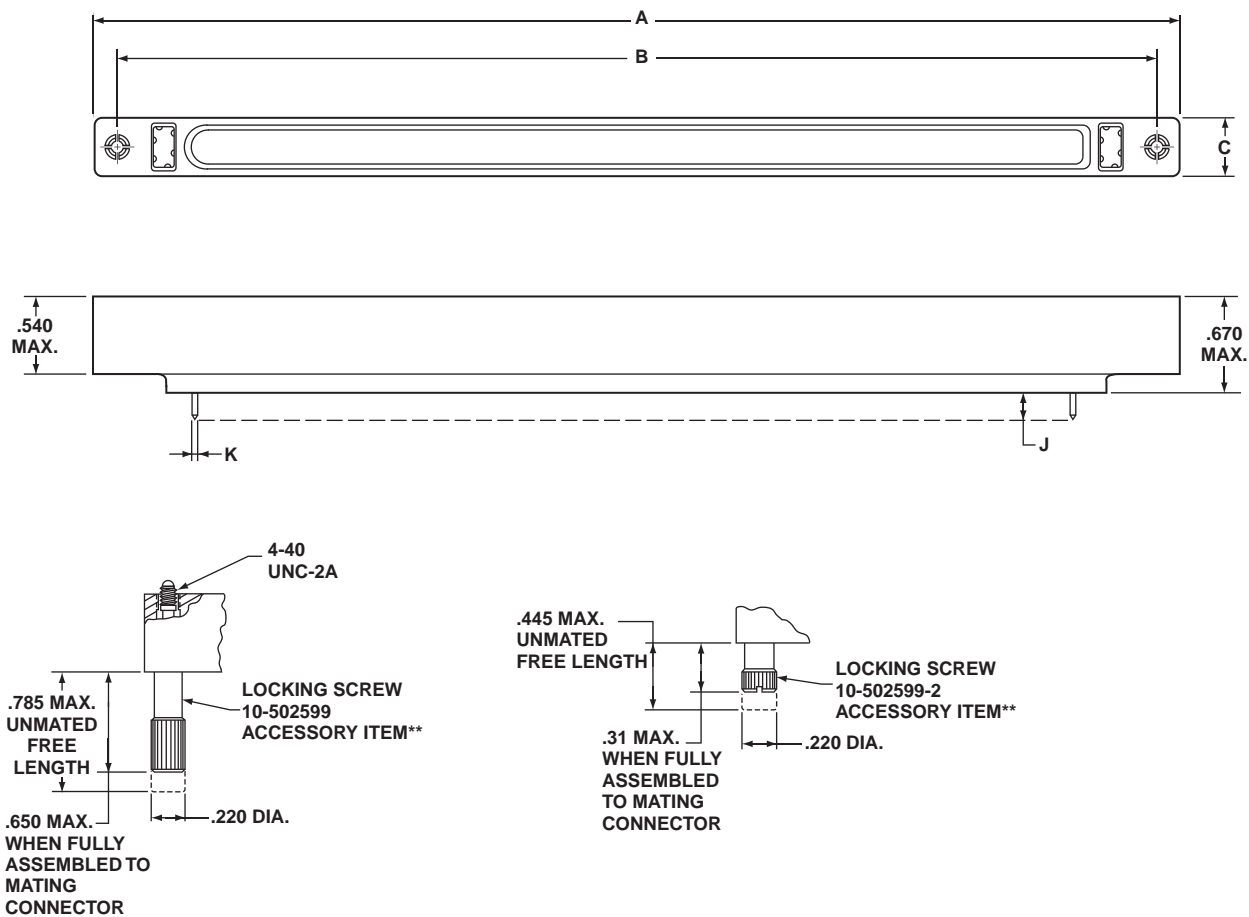 A
B
C
.540
MAX.
.670
MAX.
K
J
4-40
UNC-2A
.785 MAX.
UNMATED
FREE
LENGTH
LOCKING SCREW
10-502599
ACCESSORY ITEM**
.220 DIA.
.650 MAX.
WHEN FULLY
ASSEMBLED TO
MATING
CONNECTOR
.445 MAX.
UNMATED
FREE LENGTH
LOCKING SCREW
10-502599-2
ACCESSORY ITEM**
.220 DIA.
.31 MAX.
WHEN FULLY
ASSEMBLED
TO MATING
CONNECTOR